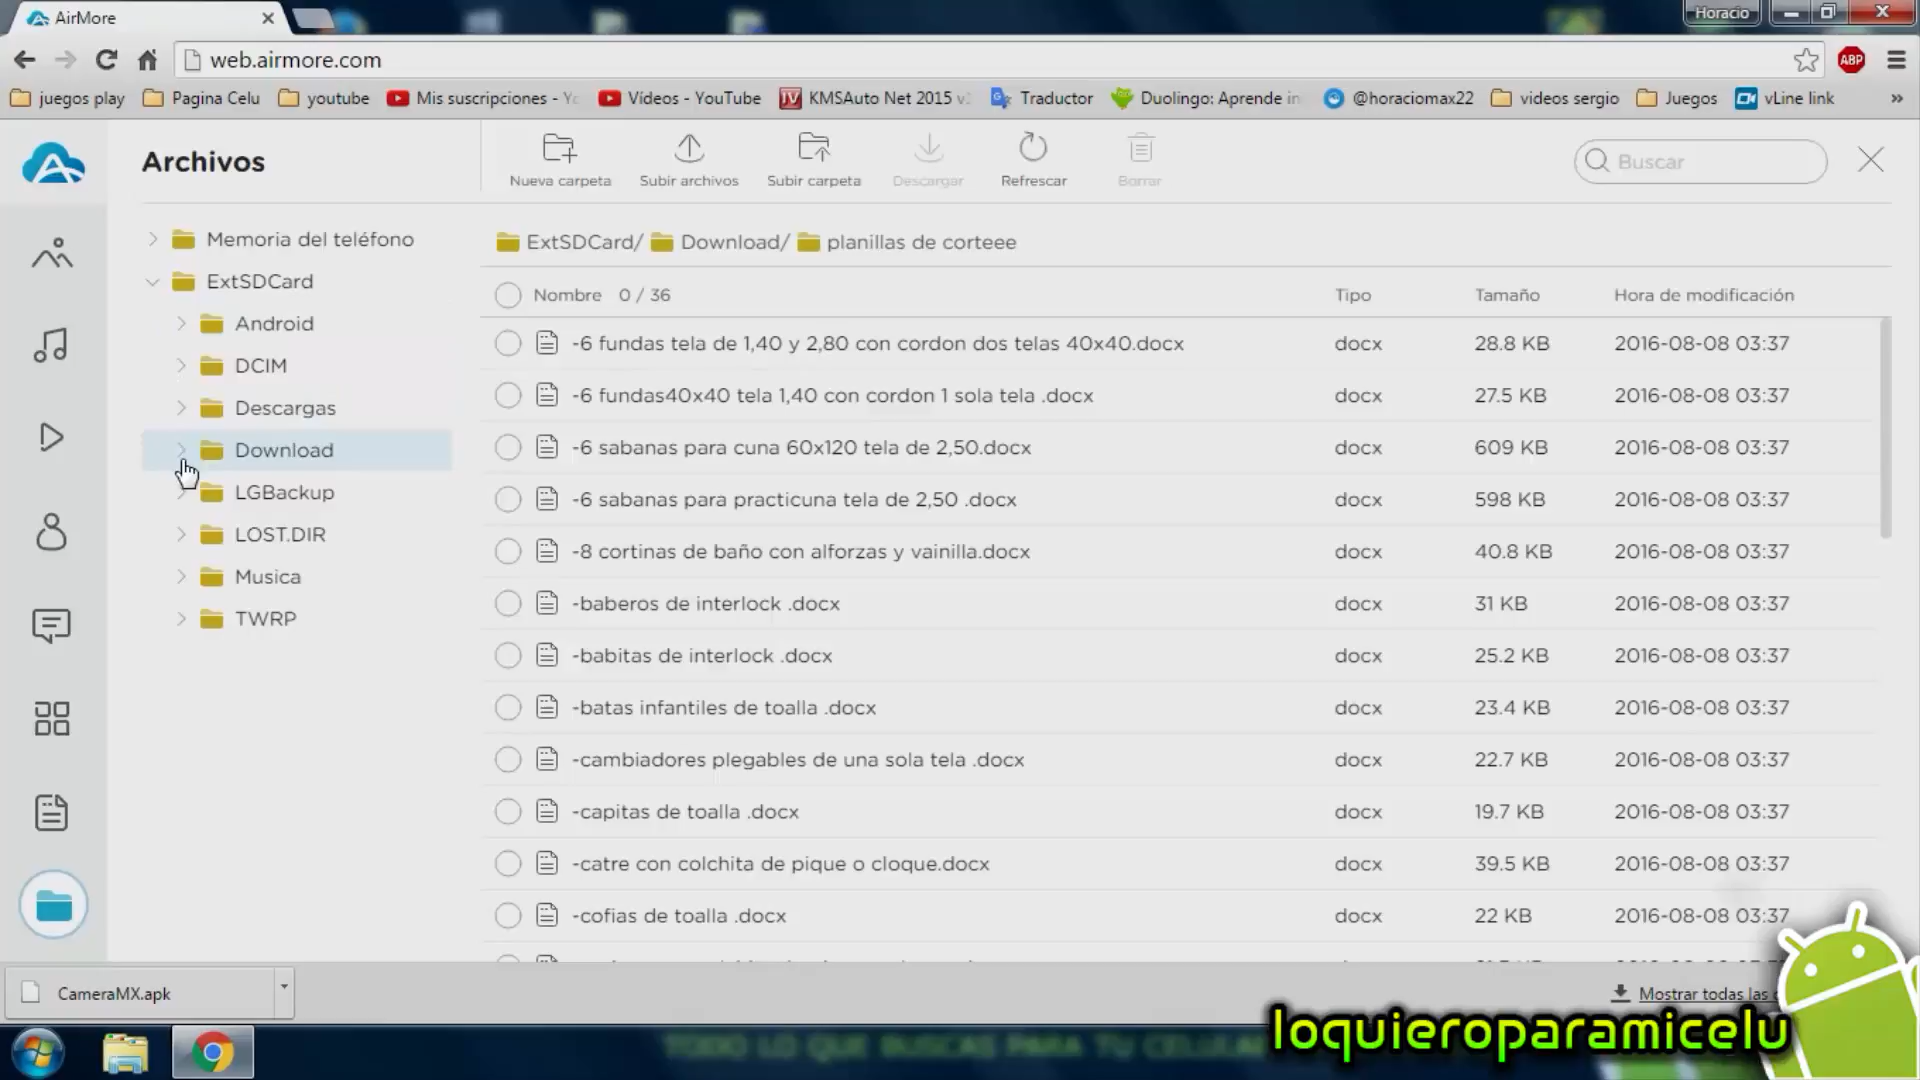 AirMore
Horacio
web.airmore.com
ABP
juegos play
Pagina Celu
youtube
Mis suscripciones - Yo
Vídeos - YouTube
KMSAuto Net 2015 v
Traductor
Duolingo: Aprende in
@horaciomax22
videos sergio
Juegos
vLine link
»
Archivos
Nueva carpeta
Subir archivos
Subir carpeta
Descargar
Refrescar
Borrar
Buscar
Memoria del teléfono
ExtSDCard
Android
DCIM
Descargas
Download
LGBackup
LOST.DIR
Musica
TWRP
ExtSDCard/ Download/ planillas de corteee
Nombre 0 / 36 Tipo Tamaño Hora de modificación
-6 fundas tela de 1,40 y 2,80 con cordon dos telas 40x40.docx docx 28.8 KB 2016-08-08 03:37
-6 fundas40x40 tela 1,40 con cordon 1 sola tela .docx docx 27.5 KB 2016-08-08 03:37
-6 sabanas para cuna 60x120 tela de 2,50.docx docx 609 KB 2016-08-08 03:37
-6 sabanas para practicuna tela de 2,50 .docx docx 598 KB 2016-08-08 03:37
-8 cortinas de baño con alforzas y vainilla.docx docx 40.8 KB 2016-08-08 03:37
-baberos de interlock .docx docx 31 KB 2016-08-08 03:37
-babitas de interlock .docx docx 25.2 KB 2016-08-08 03:37
-batas infantiles de toalla .docx docx 23.4 KB 2016-08-08 03:37
-cambiadores plegables de una sola tela .docx docx 22.7 KB 2016-08-08 03:37
-capitas de toalla .docx docx 19.7 KB 2016-08-08 03:37
-catre con colchita de pique o cloque.docx docx 39.5 KB 2016-08-08 03:37
-cofias de toalla .docx docx 22 KB 2016-08-08 03:37
CameraMX.apk
Mostrar todas las
loquieroparamicelu
TODO LO QUE BUSCAS PARA TU CELULAR